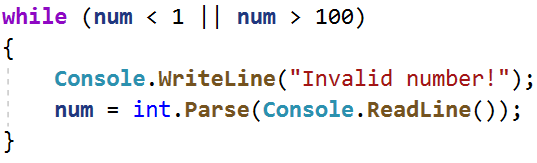 while (num < 1 || num > 100)
{
    Console.WriteLine("Invalid number!");
    num = int.Parse(Console.ReadLine());
}